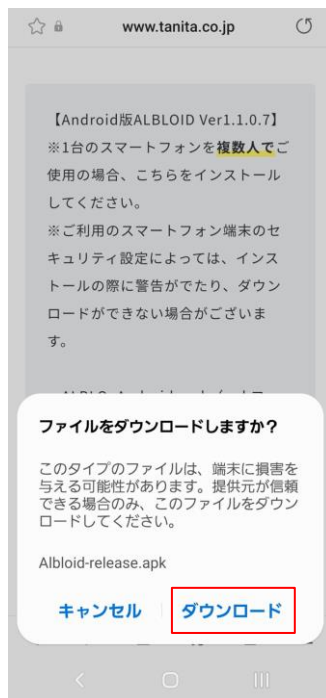 www.tanita.co.jp
【Android版ALBLOID Ver1.1.0.7】
※1台のスマートフォンを複数人でご
使用の場合、こちらをインストール
してください。
※ご利用のスマートフォン端末のセ
キュリティ設定によっては、インス
トールの際に警告がでたり、ダウン
ロードができない場合がございま
す。
ファイルをダウンロードしますか？
このタイプのファイルは、端末に損害を
与える可能性があります。提供元が信頼
できる場合のみ、このファイルをダウン
ロードしてください。
Albloid-release.apk
キャンセル ダウンロード